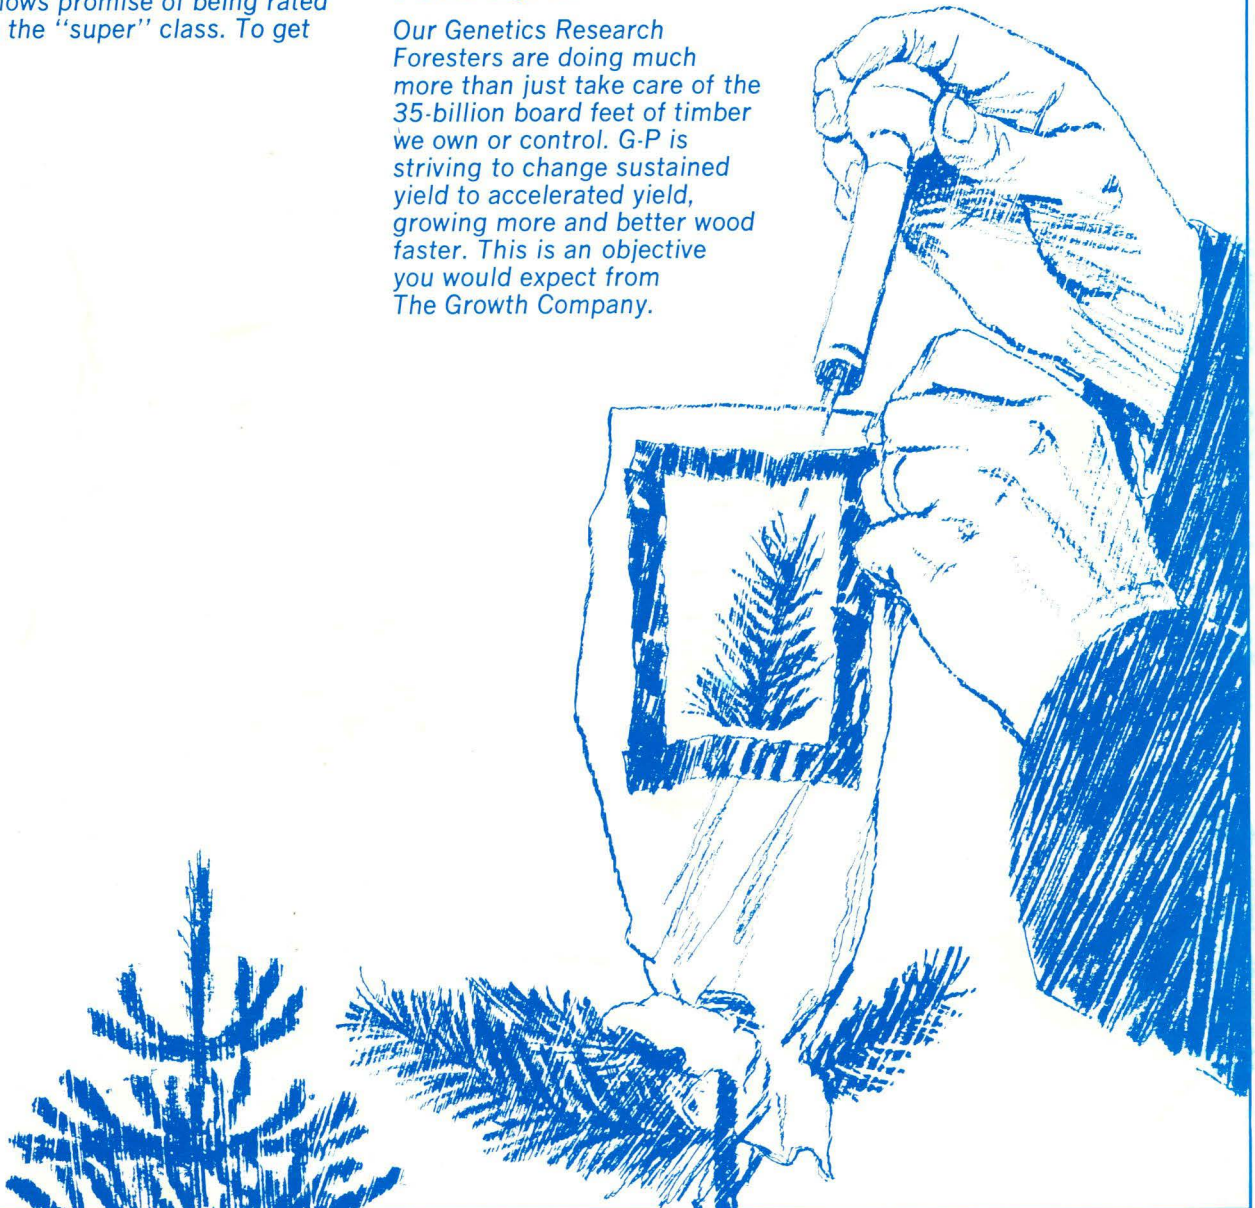 lows promise of being rated
the "super" class. To get
Our Genetics Research
Foresters are doing much
more than just take care of the
35-billion board feet of timber
we own or control. G-P is
striving to change sustained
yield to accelerated yield,
growing more and better wood
faster. This is an objective
you would expect from
The Growth Company.